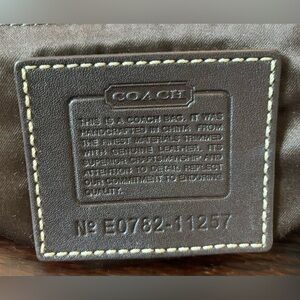 COACH
THIS IS A COACH BAG. IT WAS
HANDCRAFTED IN CHINA FROM
THE FINEST MATERIALS TRIMMED
WITH GENUINE LEATHER. ITS
SUPERIOR CRAFTSMANSHIP AND
ATTENTION TO DETAIL REFLECT
OUR COMMITMENT TO ENDURING
QUALITY.
Nº E0762-11257